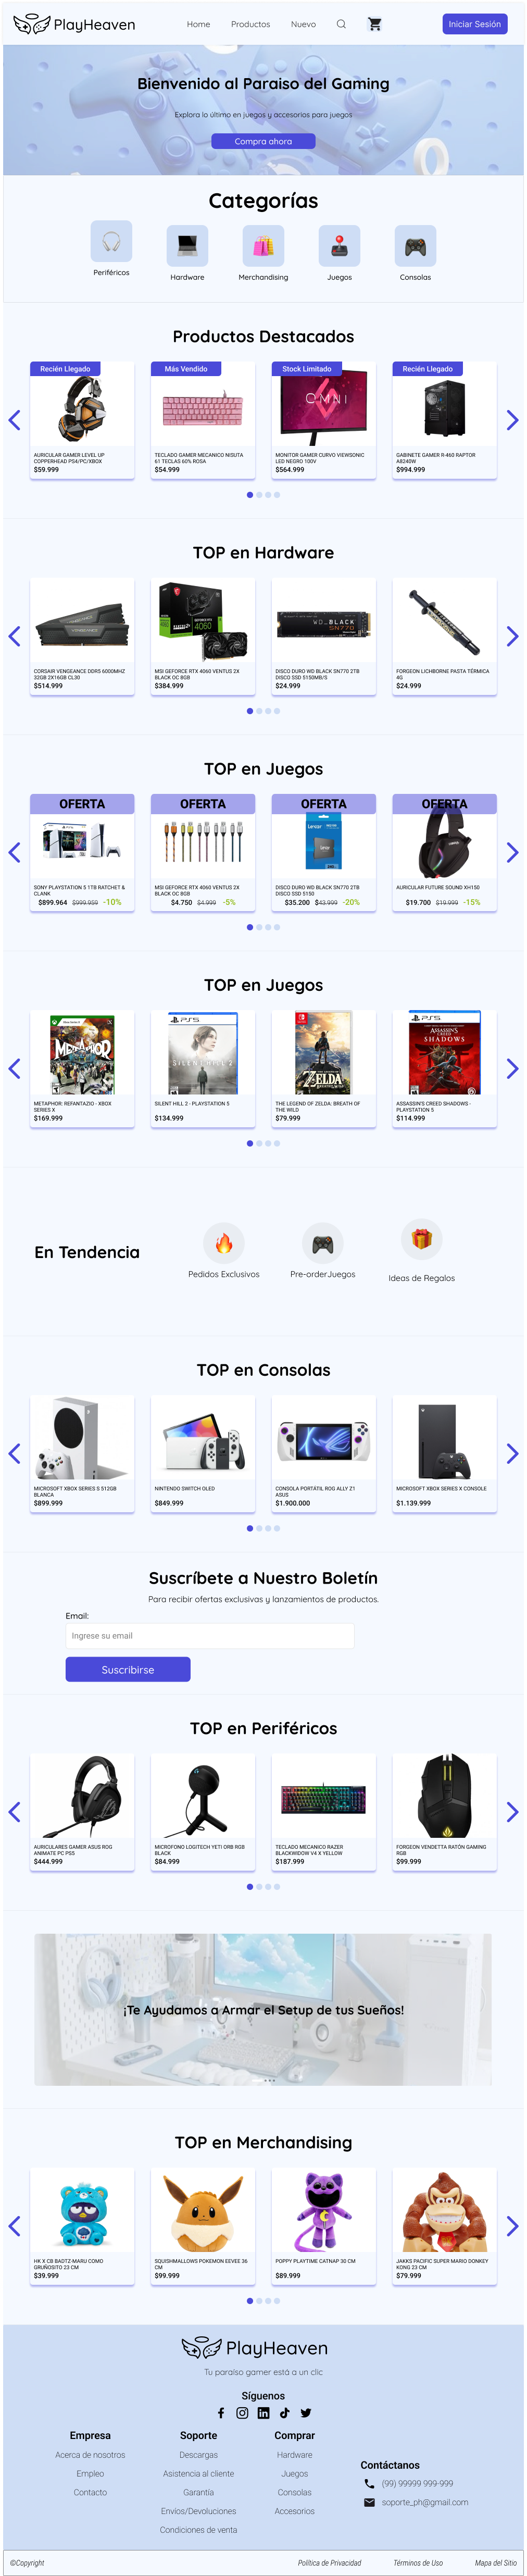 PlayHeaven
Home Productos Nuevo
Iniciar Sesión
Bienvenido al Paraiso del Gaming
Explora lo último en juegos y accesorios para juegos
Compra ahora
Categorías
Periféricos Hardware Merchandising Juegos Consolas
Productos Destacados
Recién Llegado Más Vendido Stock Limitado Recién Llegado
OMNI
AURICULAR GAMER LEVEL UP
COPPERHEAD PS4/PC/XBOX
$59.999
TECLADO GAMER MECANICO NISUTA
61 TECLAS 60% ROSA
$54.999
MONITOR GAMER CURVO VIEWSONIC
LED NEGRO 100V
$564.999
GABINETE GAMER R-460 RAPTOR
A8240W
$994.999
TOP en Hardware
VENGEANCE
4060
WD_BLACK
SN770
CORSAIR VENGEANCE DDR5 6000MHZ
32GB 2X16GB CL30
$514.999
MSI GEFORCE RTX 4060 VENTUS 2X
BLACK OC 8GB
$384.999
DISCO DURO WD BLACK SN770 2TB
DISCO SSD 5150MB/S
$24.999
FORGEON LICHBORNE PASTA TÉRMICA
4G
$24.999
TOP en Juegos
OFERTA OFERTA OFERTA OFERTA
Lexar
SONY PLAYSTATION 5 1TB RATCHET &
CLANK
$899.964 $999.959 -10%
MSI GEFORCE RTX 4060 VENTUS 2X
BLACK OC 8GB
$4.750 $4.999 -5%
DISCO DURO WD BLACK SN770 2TB
DISCO SSD 5150
$35.200 $43.999 -20%
AURICULAR FUTURE SOUND XH150
$19.700 $19.999 -15%
TOP en Juegos
METAPHOR
PS5
SILENT HILL 2
ZELDA
PS5
ASSASSIN'S CREED
SHADOWS
METAPHOR: REFANTAZIO - XBOX
SERIES X
$169.999
SILENT HILL 2 - PLAYSTATION 5
$134.999
THE LEGEND OF ZELDA: BREATH OF
THE WILD
$79.999
ASSASSIN'S CREED SHADOWS -
PLAYSTATION 5
$114.999
En Tendencia
Pedidos Exclusivos Pre-orderJuegos Ideas de Regalos
TOP en Consolas
MICROSOFT XBOX SERIES S 512GB
BLANCA
$899.999
NINTENDO SWITCH OLED
$849.999
CONSOLA PORTÁTIL ROG ALLY Z1
ASUS
$1.900.000
MICROSOFT XBOX SERIES X CONSOLE
$1.139.999
Suscríbete a Nuestro Boletín
Para recibir ofertas exclusivas y lanzamientos de productos.
Email:
Ingrese su email
Suscribirse
TOP en Periféricos
AURICULARES GAMER ASUS ROG
ANIMATE PC PS5
$444.999
MICROFONO LOGITECH YETI ORB RGB
BLACK
$84.999
TECLADO MECANICO RAZER
BLACKWIDOW V4 X YELLOW
$187.999
FORGEON VENDETTA RATÓN GAMING
RGB
$99.999
¡Te Ayudamos a Armar el Setup de tus Sueños!
TOP en Merchandising
HK X CB BADTZ-MARU COMO
GRUÑOSITO 23 CM
$39.999
SQUISHMALLOWS POKEMON EEVEE 36
CM
$99.999
POPPY PLAYTIME CATNAP 30 CM
$89.999
JAKKS PACIFIC SUPER MARIO DONKEY
KONG 23 CM
$79.999
PlayHeaven
Tu paraíso gamer está a un clic
Síguenos
Empresa
Acerca de nosotros
Empleo
Contacto
Soporte
Descargas
Asistencia al cliente
Garantía
Envíos/Devoluciones
Condiciones de venta
Comprar
Hardware
Juegos
Consolas
Accesorios
Contáctanos
(99) 99999 999-999
soporte_ph@gmail.com
©Copyright
Política de Privacidad Términos de Uso Mapa del Sitio